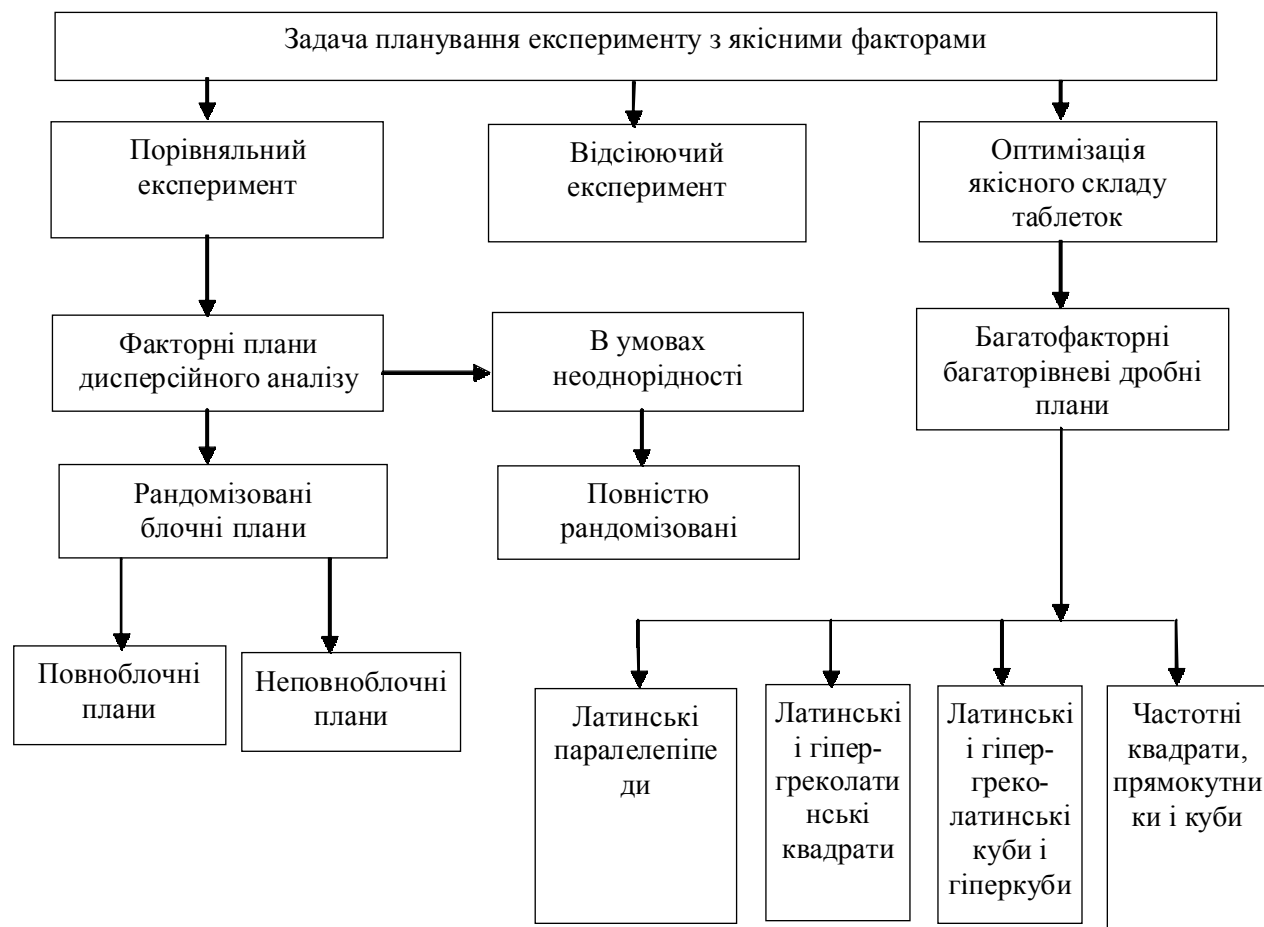 Задача планування експерименту з якісними факторами
Порівняльний
експеримент
Відсіюючий
експеримент
Оптимізація
якісного складу
таблеток
Факторні плани
дисперсійного аналізу
В умовах
неоднорідності
Багатофакторні
багаторівневі дробні
плани
Рандомізовані
блочні плани
Повністю
рандомізовані
Повноблочні
плани
Неповноблочні
плани
Латинські
паралелепіпе
ди
Латинські
і гіпер-
греколати
нські
квадрати
Латинські
і гіпер-
греко-
латинські
куби і
гіперкуби
Частотні
квадрати,
прямокутни
ки і куби